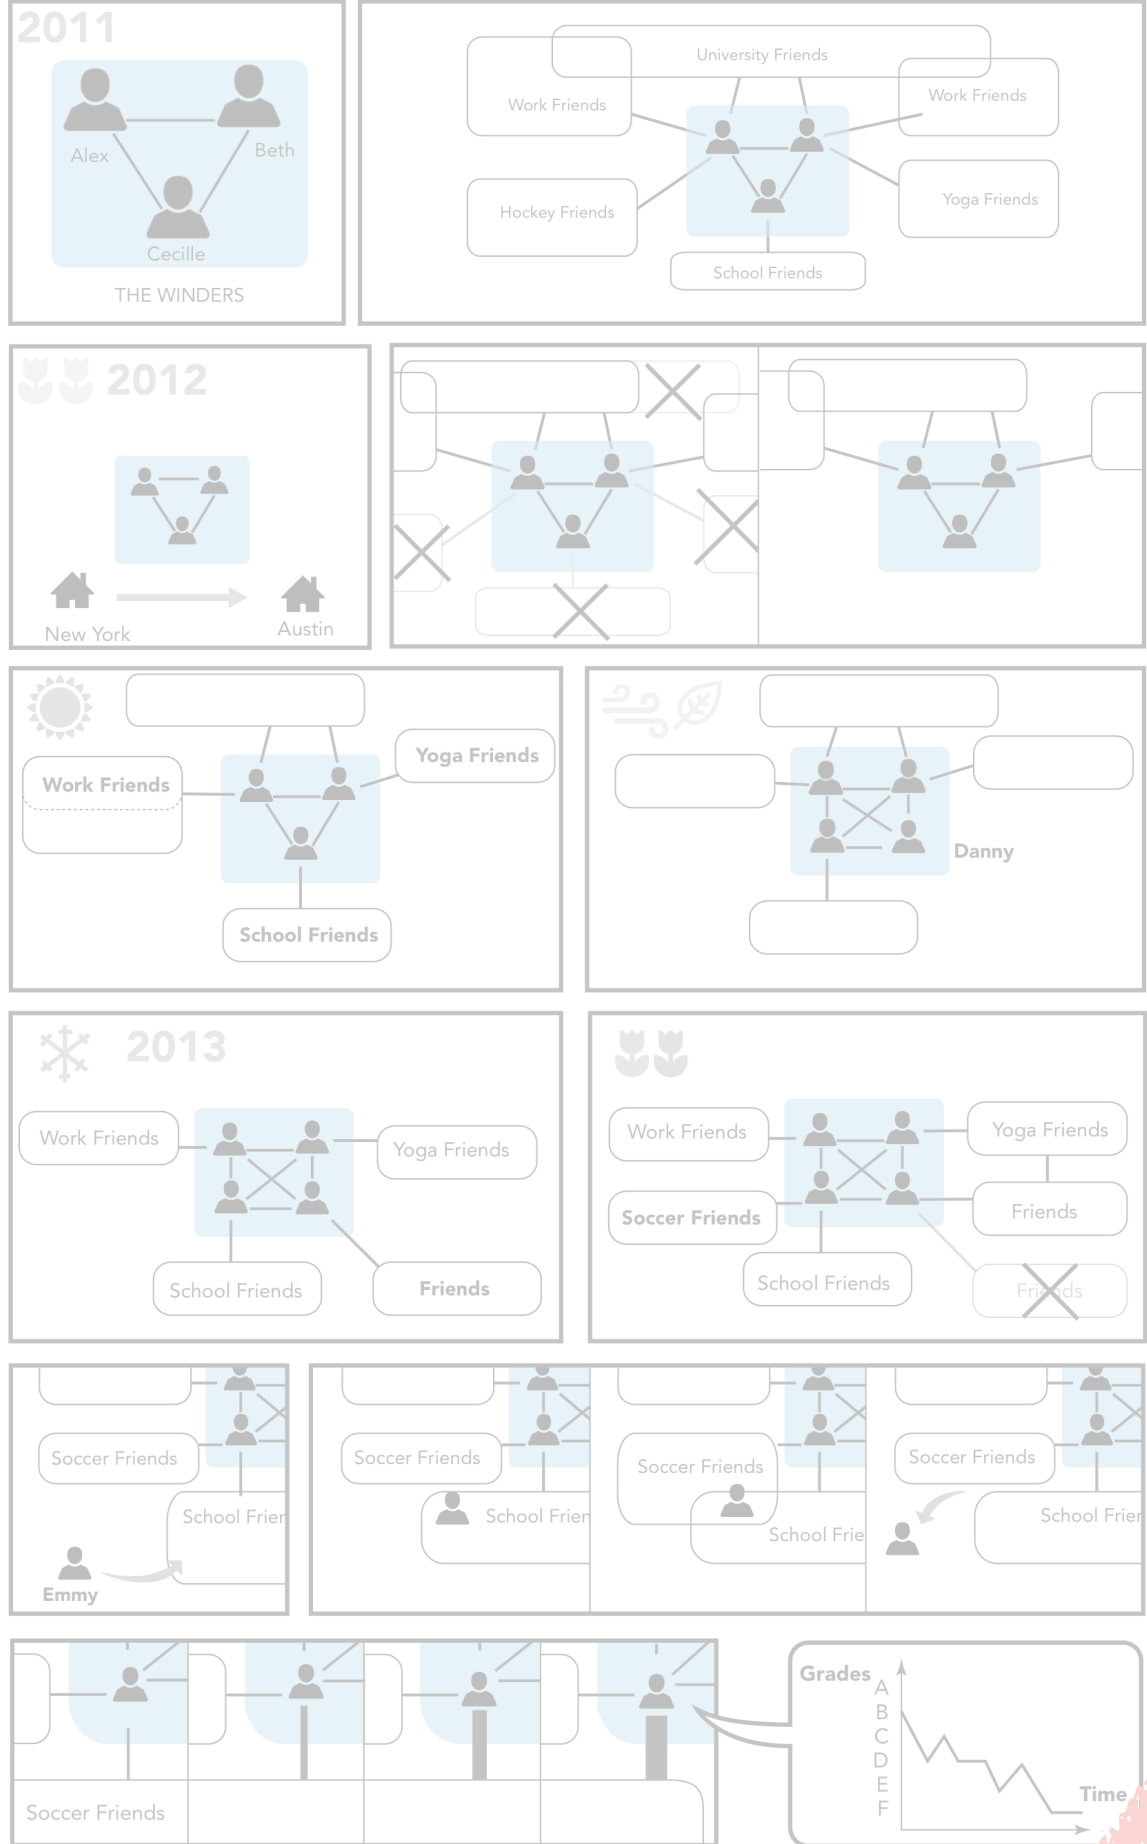 2011
Alex
Beth
Cecille
THE WINDERS
University Friends
Work Friends
Work Friends
Hockey Friends
Yoga Friends
School Friends
2012
New York
Austin
Work Friends
Yoga Friends
School Friends
Danny
2013
Work Friends
Yoga Friends
School Friends
Friends
Work Friends
Yoga Friends
Soccer Friends
Friends
School Friends
Friends
Soccer Friends
School Frien
Emmy
Soccer Friends
School Frien
Soccer Friends
School Frie
Soccer Friends
School Frier
Soccer Friends
Grades
A
B
C
D
E
F
Time